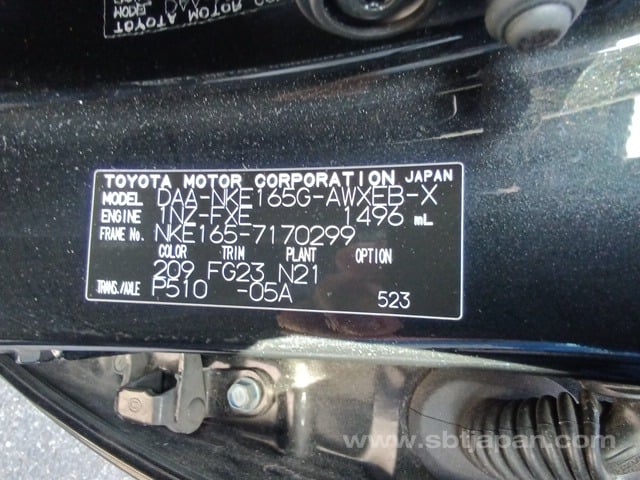 TOYOTA MOTOR CORPORATION JAPAN
MODEL DAA-NKE165G-AWXEB-X
ENGINE 1NZ-FXE 1496 mL
FRAME No. NKE165-7170299
COLOR TRIM PLANT OPTION
209 FG23 N21
TRANS./AXLE P510 -05A 523
www.sbtjapan.com